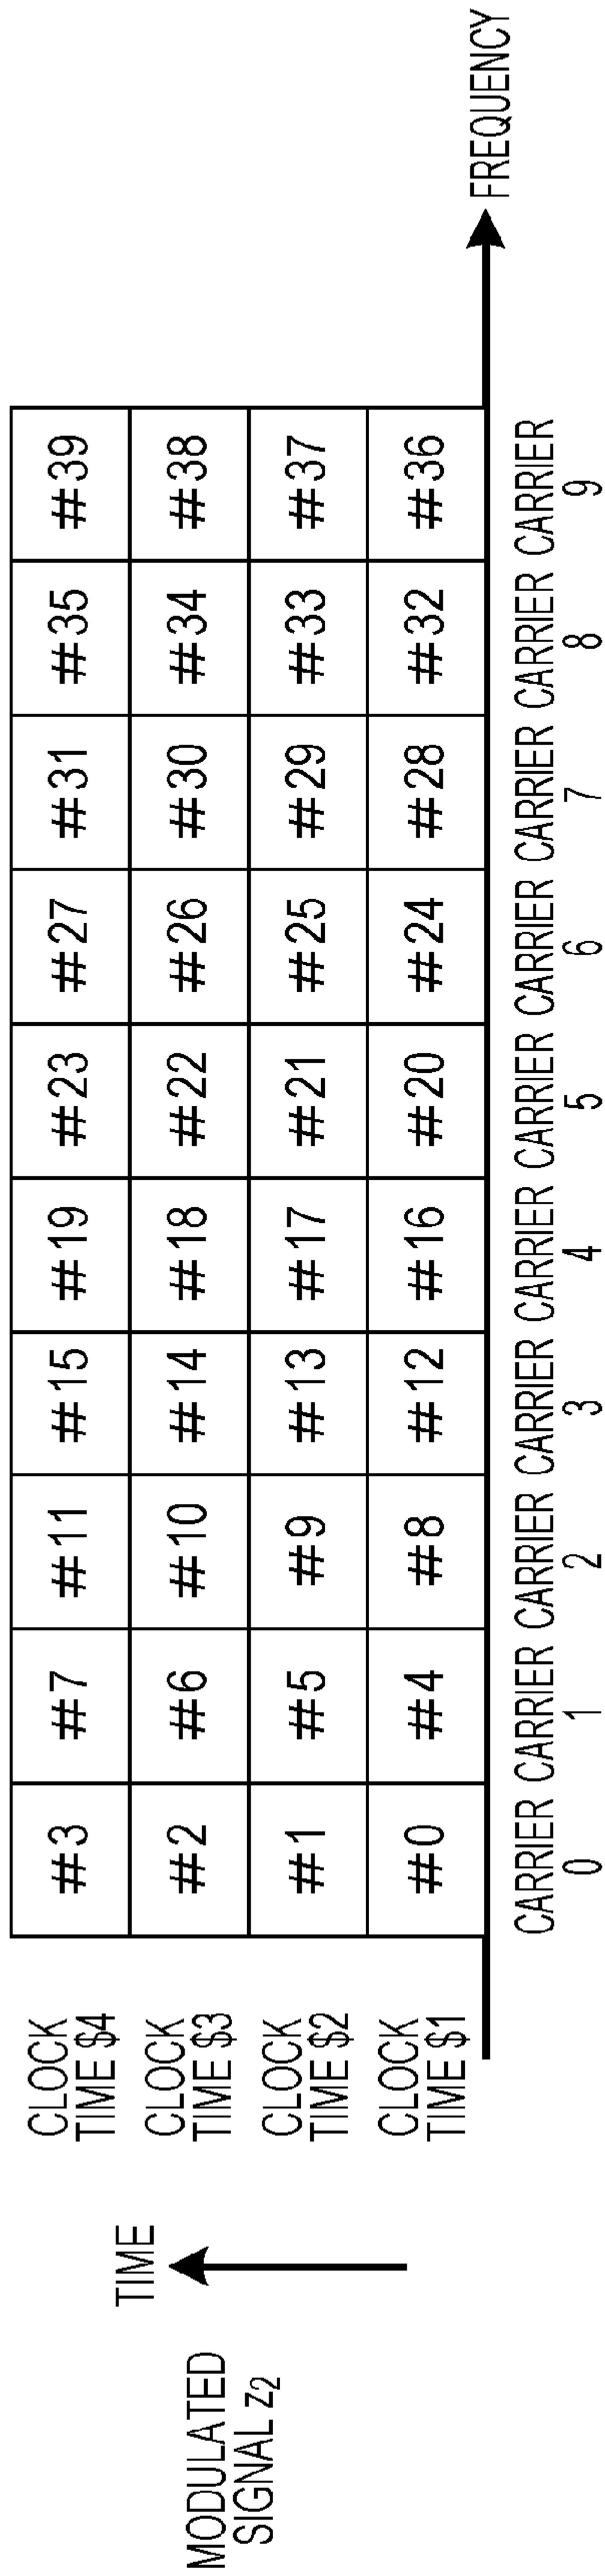 MODULATED
SIGNAL z2
TIME
CLOCK
TIME $4
#3 #7 #11 #15 #19 #23 #27 #31 #35 #39
CLOCK
TIME $3
#2 #6 #10 #14 #18 #22 #26 #30 #34 #38
CLOCK
TIME $2
#1 #5 #9 #13 #17 #21 #25 #29 #33 #37
CLOCK
TIME $1
#0 #4 #8 #12 #16 #20 #24 #28 #32 #36
FREQUENCY
CARRIER CARRIER CARRIER CARRIER CARRIER CARRIER CARRIER CARRIER CARRIER CARRIER
0 1 2 3 4 5 6 7 8 9